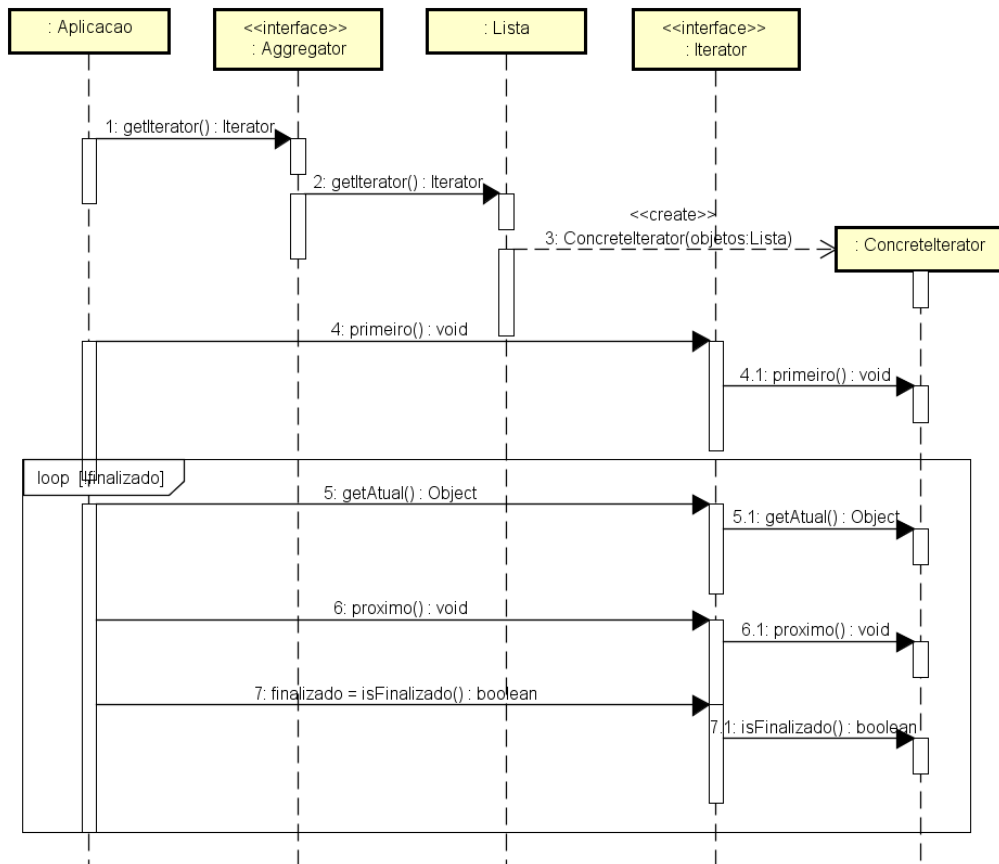 : Aplicacao
<<interface>>
: Aggregator
: Lista
<<interface>>
: Iterator
1: getIterator() : Iterator
2: getIterator() : Iterator
<<create>>
3: ConcreteIterator(objetos:Lista)
: ConcreteIterator
4: primeiro() : void
4.1: primeiro() : void
loop [!finalizado]
5: getAtual() : Object
5.1: getAtual() : Object
6: proximo() : void
6.1: proximo() : void
7: finalizado = isFinalizado() : boolean
7.1: isFinalizado() : boolean